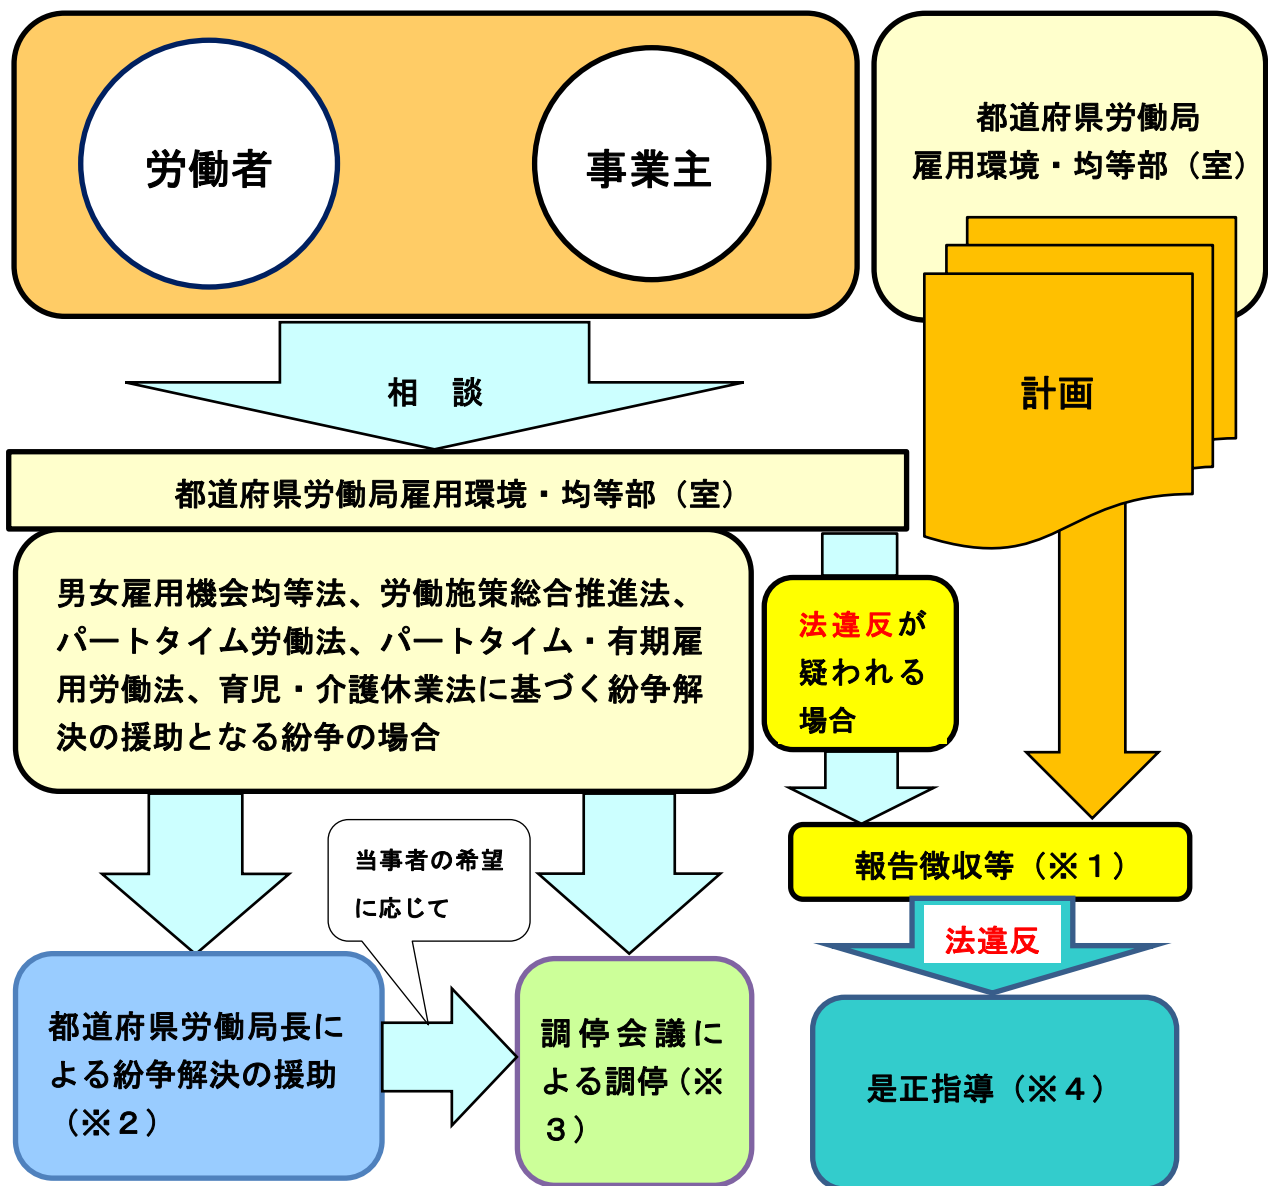 労働者
事業主
都道府県労働局
雇用環境・均等部（室）
計画
相　談
都道府県労働局雇用環境・均等部（室）
男女雇用機会均等法、労働施策総合推進法、
パートタイム労働法、パートタイム・有期雇
用労働法、育児・介護休業法に基づく紛争解
決の援助となる紛争の場合
法違反が
疑われる
場合
当事者の希望
に応じて
報告徴収等（※１）
法違反
都道府県労働局長に
よる紛争解決の援助
（※２）
調停会議に
よる調停（※
３）
是正指導（※４）